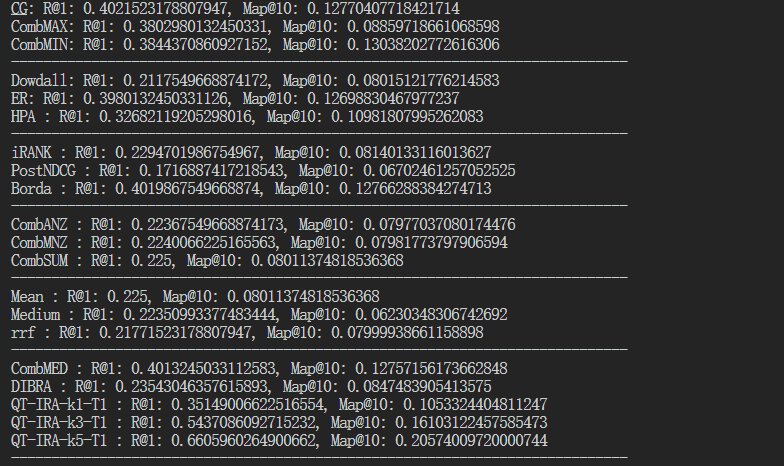 CG: R@1: 0.4021523178807947, Map@10: 0.12770407718421714
CombMAX: R@1: 0.3802980132450331, Map@10: 0.08859718661068598
CombMIN: R@1: 0.3844370860927152, Map@10: 0.13038202772616306
------------------------------------------------------------------------
Dowdall: R@1: 0.2117549668874172, Map@10: 0.08015121776214583
ER: R@1: 0.3980132450331126, Map@10: 0.12698830467977237
HPA : R@1: 0.32682119205298016, Map@10: 0.10981807995262083
------------------------------------------------------------------------
iRANK : R@1: 0.2294701986754967, Map@10: 0.08140133116013627
PostNDCG : R@1: 0.1716887417218543, Map@10: 0.06702461257052525
Borda : R@1: 0.4019867549668874, Map@10: 0.12766288384274713
------------------------------------------------------------------------
CombANZ : R@1: 0.22367549668874173, Map@10: 0.07977037080174476
CombMNZ : R@1: 0.2240066225165563, Map@10: 0.07981773797906594
CombSUM : R@1: 0.225, Map@10: 0.08011374818536368
------------------------------------------------------------------------
Mean : R@1: 0.225, Map@10: 0.08011374818536368
Medium : R@1: 0.22350993377483444, Map@10: 0.06230348306742692
rrf : R@1: 0.21771523178807947, Map@10: 0.07999938661158898
------------------------------------------------------------------------
CombMED : R@1: 0.4013245033112583, Map@10: 0.12757156173662848
DIBRA : R@1: 0.23543046357615893, Map@10: 0.0847483905413575
QT-IRA-k1-T1 : R@1: 0.35149006622516554, Map@10: 0.1053324404811247
QT-IRA-k3-T1 : R@1: 0.5437086092715232, Map@10: 0.16103122457585473
QT-IRA-k5-T1 : R@1: 0.6605960264900662, Map@10: 0.20574009720000744
------------------------------------------------------------------------